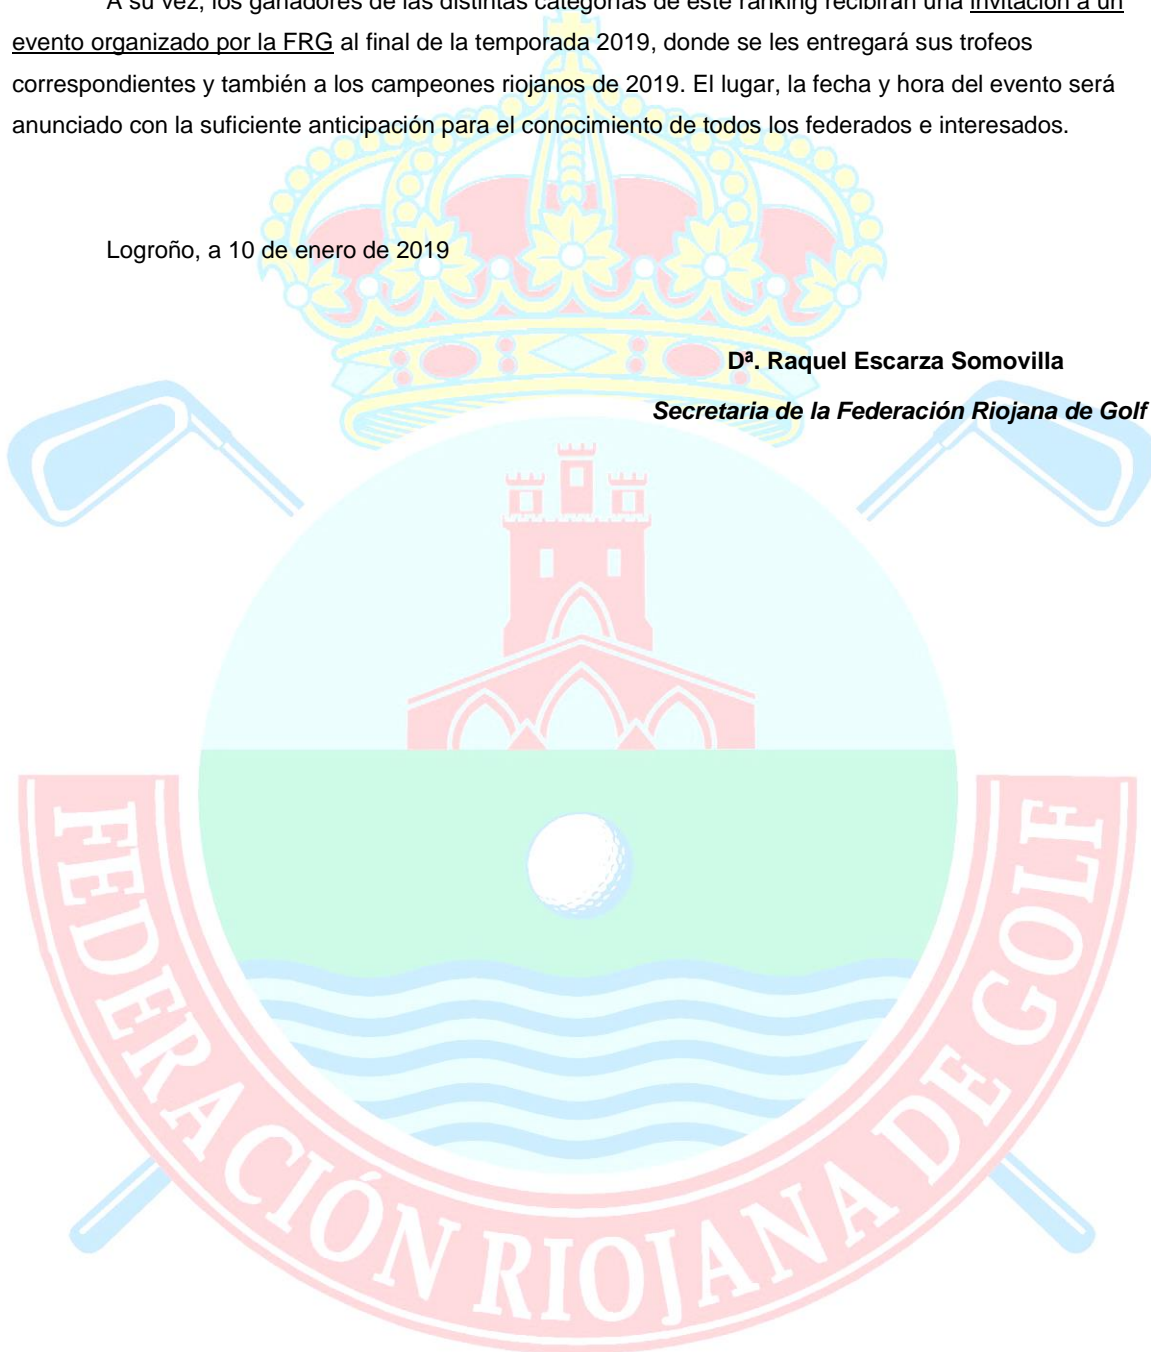 A su vez, los ganadores de las distintas categorías de este ranking recibirán una invitación a un
evento organizado por la FRG al final de la temporada 2019, donde se les entregará sus trofeos
correspondientes y también a los campeones riojanos de 2019. El lugar, la fecha y hora del evento será
anunciado con la suficiente anticipación para el conocimiento de todos los federados e interesados.
Logroño, a 10 de enero de 2019
Dª. Raquel Escarza Somovilla
Secretaria de la Federación Riojana de Golf
FEDERACIÓN RIOJANA DE GOLF